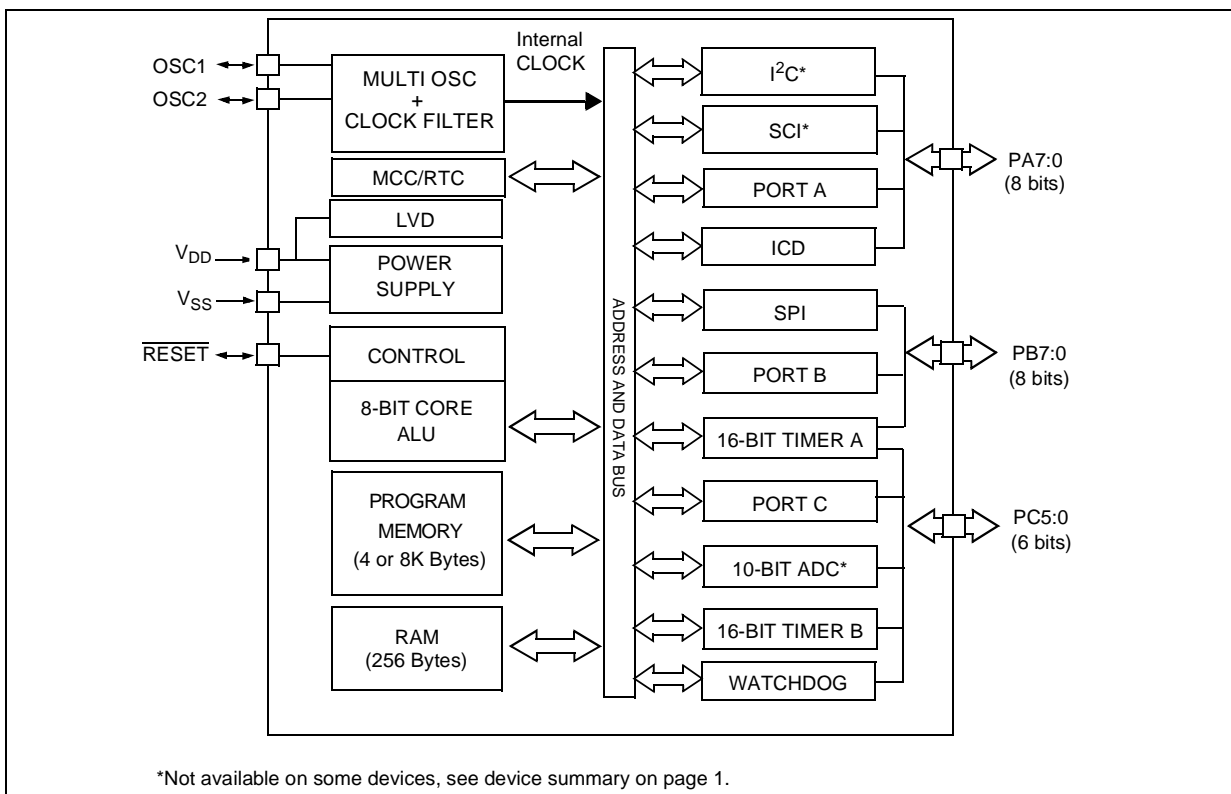 OSC1
OSC2
V_DD
V_SS
RESET
MULTI OSC
+
CLOCK FILTER
MCC/RTC
LVD
POWER
SUPPLY
CONTROL
8-BIT CORE
ALU
PROGRAM
MEMORY
(4 or 8K Bytes)
RAM
(256 Bytes)
Internal
CLOCK
ADDRESS AND DATA BUS
I²C*
SCI*
PORT A
ICD
SPI
PORT B
16-BIT TIMER A
PORT C
10-BIT ADC*
16-BIT TIMER B
WATCHDOG
PA7:0
(8 bits)
PB7:0
(8 bits)
PC5:0
(6 bits)
*Not available on some devices, see device summary on page 1.